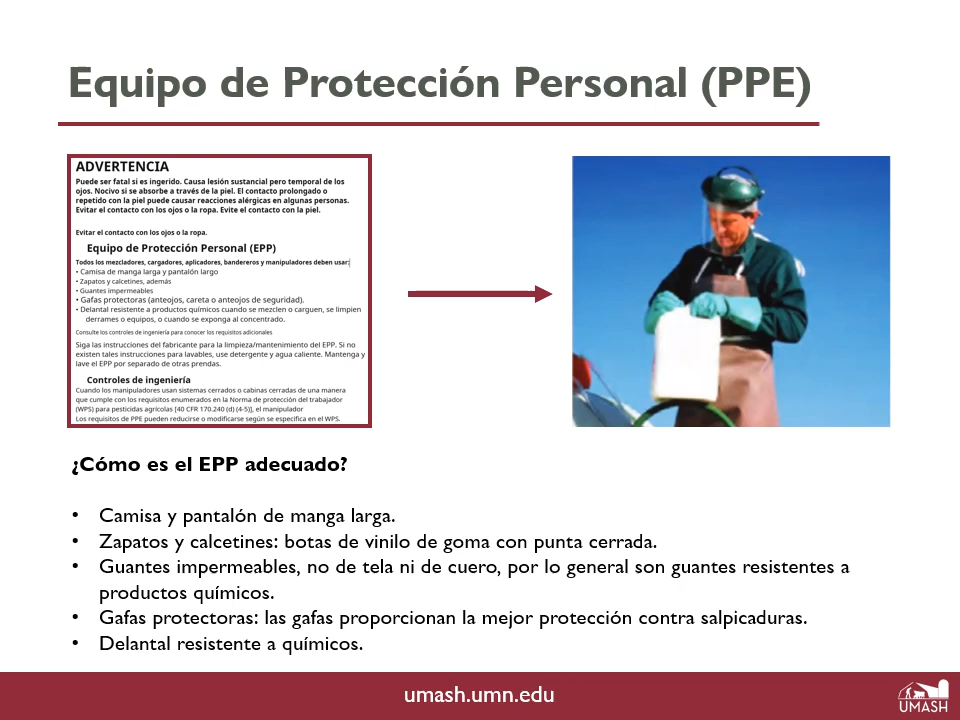 Equipo de Protección Personal (PPE)
ADVERTENCIA
Puede ser fatal si es ingerido. Causa lesión sustancial pero temporal de los
ojos. Nocivo si se absorbe a través de la piel. El contacto prolongado o
repetido con la piel puede causar reacciones alérgicas en algunas personas.
Evitar el contacto con los ojos o la ropa. Evite el contacto con la piel.
Evitar el contacto con los ojos o la ropa.
Equipo de Protección Personal (EPP)
Todos los mezcladores, cargadores, aplicadores, bandereros y manipuladores deben usar:
• Camisa de manga larga y pantalón largo
• Zapatos y calcetines, además
• Guantes impermeables
• Gafas protectoras (anteojos, careta o anteojos de seguridad).
• Delantal resistente a productos químicos cuando se mezclen o carguen, se limpien
derrames o equipos, o cuando se exponga al concentrado.
Consulte los controles de ingeniería para conocer los requisitos adicionales
Siga las instrucciones del fabricante para la limpieza/mantenimiento del EPP. Si no
existen tales instrucciones para lavables, use detergente y agua caliente. Mantenga y
lave el EPP por separado de otras prendas.
Controles de ingeniería
Cuando los manipuladores usan sistemas cerrados o cabinas cerradas de una manera
que cumple con los requisitos enumerados en la Norma de protección del trabajador
(WPS) para pesticidas agrícolas [40 CFR 170.240 (d) (4-5)], el manipulador
Los requisitos de PPE pueden reducirse o modificarse según se especifica en el WPS.
¿Cómo es el EPP adecuado?
• Camisa y pantalón de manga larga.
• Zapatos y calcetines: botas de vinilo de goma con punta cerrada.
• Guantes impermeables, no de tela ni de cuero, por lo general son guantes resistentes a
productos químicos.
• Gafas protectoras: las gafas proporcionan la mejor protección contra salpicaduras.
• Delantal resistente a químicos.
umash.umn.edu
UMASH